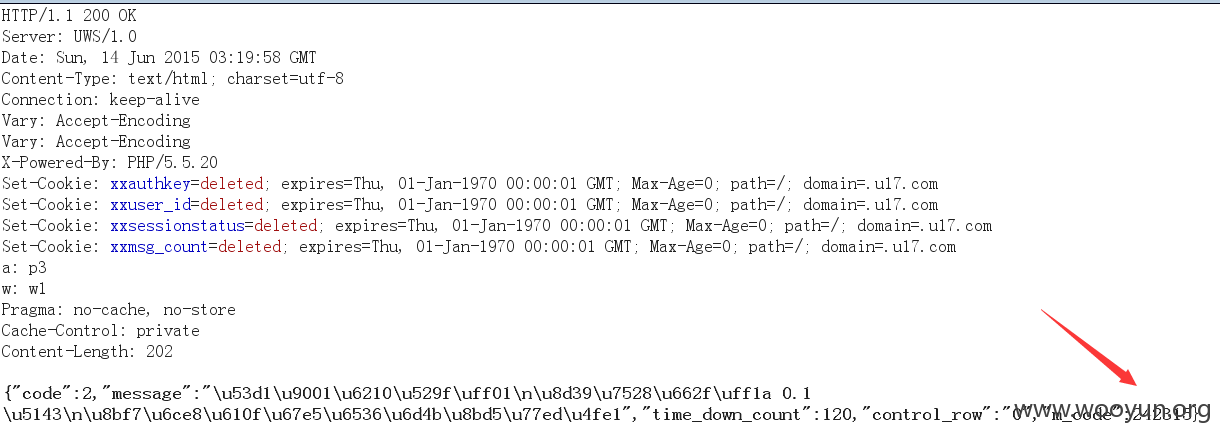 HTTP/1.1 200 OK
Server: UWS/1.0
Date: Sun, 14 Jun 2015 03:19:58 GMT
Content-Type: text/html; charset=utf-8
Connection: keep-alive
Vary: Accept-Encoding
Vary: Accept-Encoding
X-Powered-By: PHP/5.5.20
Set-Cookie: xxauthkey=deleted; expires=Thu, 01-Jan-1970 00:00:01 GMT; Max-Age=0; path=/; domain=.u17.com
Set-Cookie: xxuser_id=deleted; expires=Thu, 01-Jan-1970 00:00:01 GMT; Max-Age=0; path=/; domain=.u17.com
Set-Cookie: xxsessionstatus=deleted; expires=Thu, 01-Jan-1970 00:00:01 GMT; Max-Age=0; path=/; domain=.u17.com
Set-Cookie: xxmsg_count=deleted; expires=Thu, 01-Jan-1970 00:00:01 GMT; Max-Age=0; path=/; domain=.u17.com
a: p3
w: w1
Pragma: no-cache, no-store
Cache-Control: private
Content-Length: 202
{"code":2,"message":"\u53d1\u9001\u6210\u529f\uff01\n\u8d39\u7528\u662f\uff1a 0.1
\u5143\n\u8bf7\u6ce8\u610f\u67e5\u6536\u6d4b\u8bd5\u77ed\u4fe1","time_down_count":120,"control_row":"0","m_code":242315}
www.wooyun.org